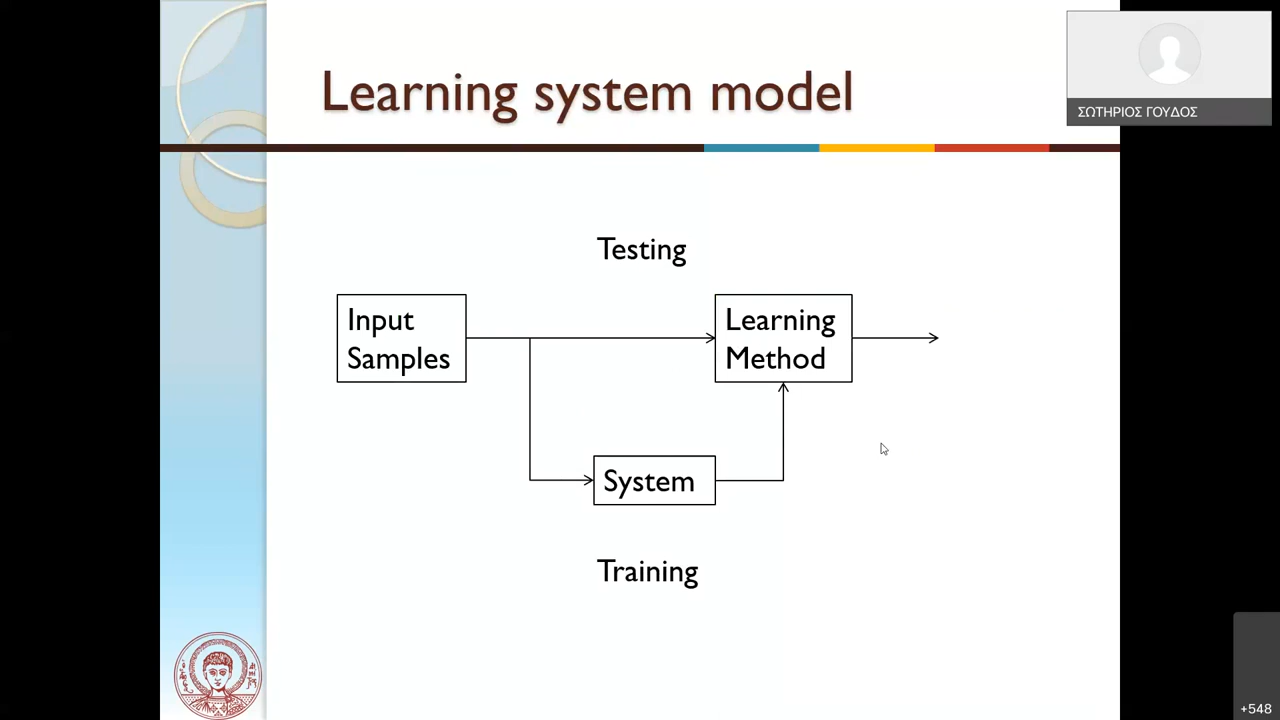 Learning system model
ΣΩΤΗΡΙΟΣ ΓΟΥΔΟΣ
Testing
Input
Samples
Learning
Method
System
Training
+548